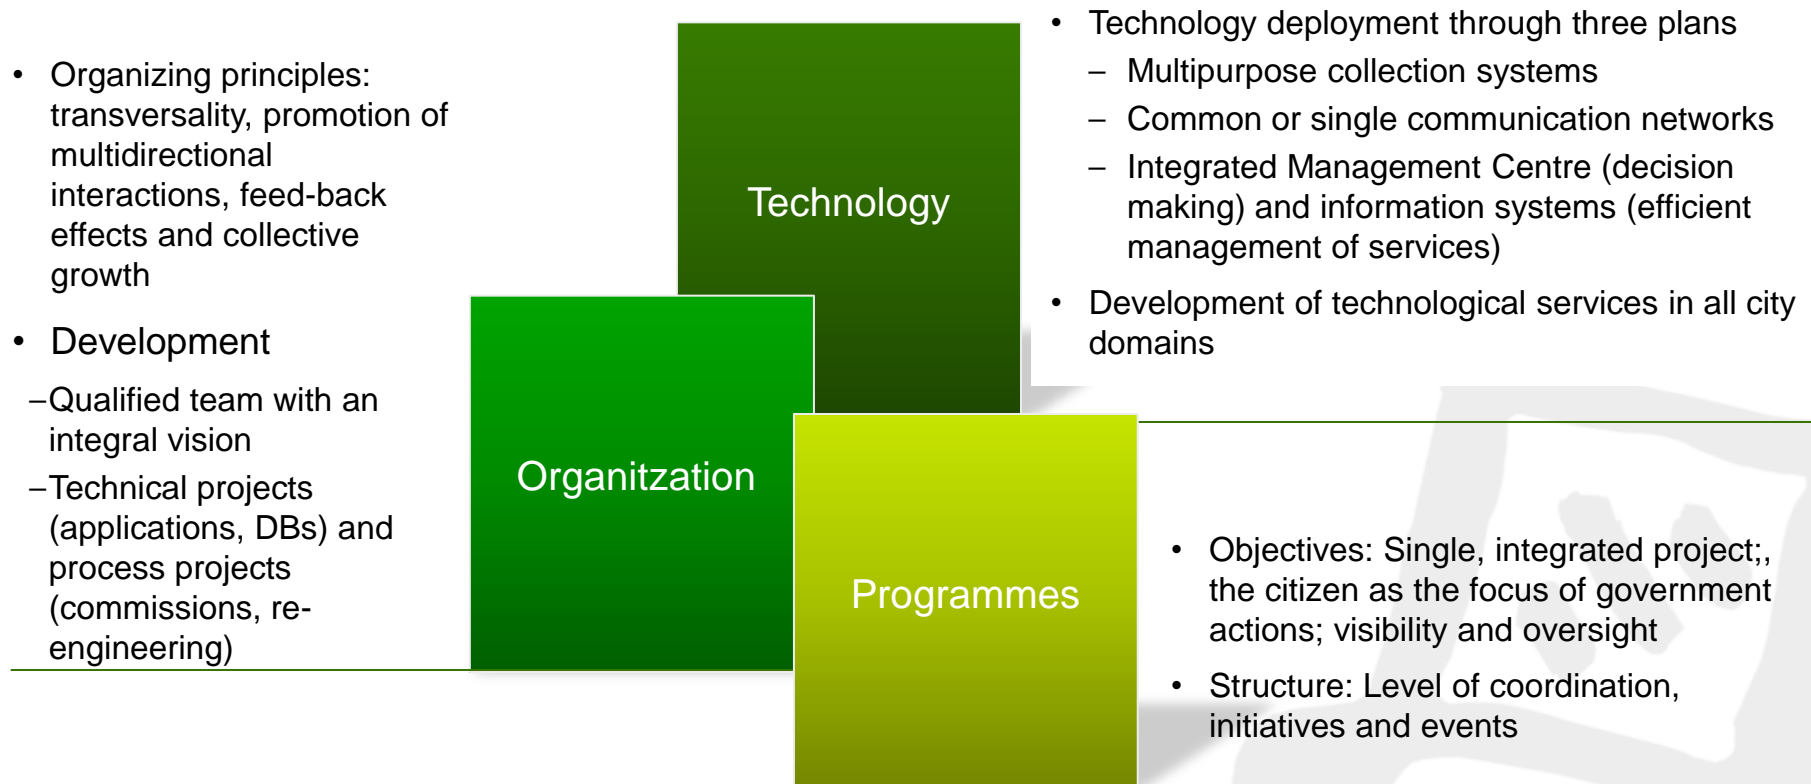 • Organizing principles:
transversality, promotion of
multidirectional
interactions, feed-back
effects and collective
growth
• Development
–Qualified team with an
integral vision
–Technical projects
(applications, DBs) and
process projects
(commissions, re-
engineering)
Technology
Organitzation
Programmes
• Technology deployment through three plans
– Multipurpose collection systems
– Common or single communication networks
– Integrated Management Centre (decision
making) and information systems (efficient
management of services)
• Development of technological services in all city
domains
• Objectives: Single, integrated project;,
the citizen as the focus of government
actions; visibility and oversight
• Structure: Level of coordination,
initiatives and events